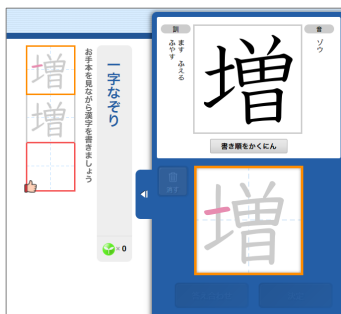 一字なぞり
お手本を見ながら漢字を書きましょう
増
増
× 0
音
ゾウ
訓
ます ふえる
ふやす
増
書き順をかくにん
消す
増